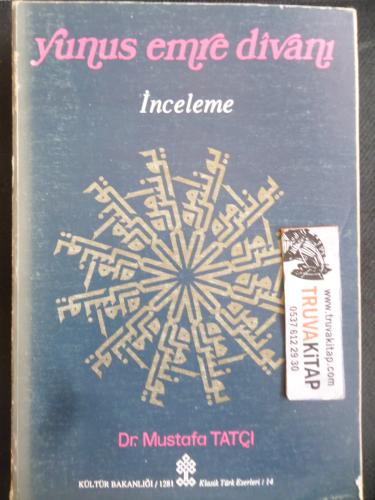 yunus emre dîvanı
İnceleme
www.truvakitap.com
TRUVAKİTAP
0537 612 29 30
Dr. Mustafa TATÇI
KÜLTÜR BAKANLIĞI / 1281
Klasik Türk Eserleri / 14